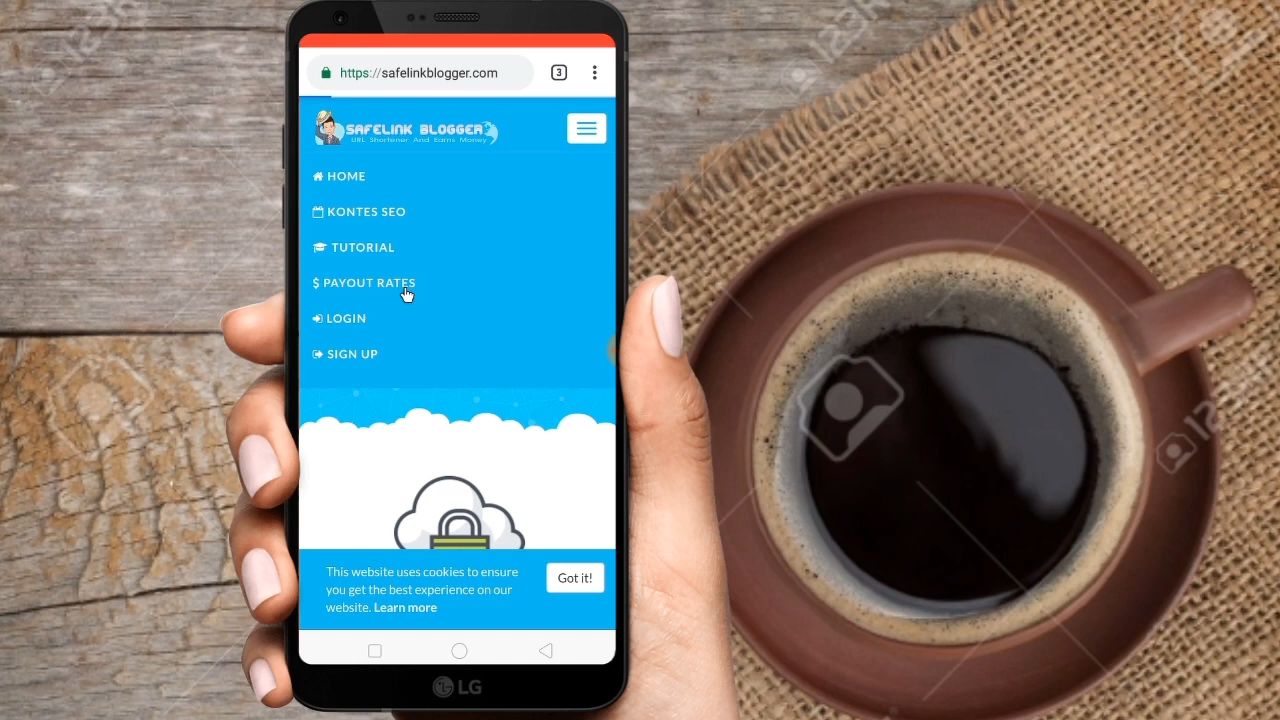 https://safelinkblogger.com
3
SAFELINK BLOGGER
URL Shortener And Earns Money
HOME
KONTES SEO
TUTORIAL
$ PAYOUT RATES
LOGIN
SIGN UP
This website uses cookies to ensure
you get the best experience on our
website. Learn more
Got it!
LG